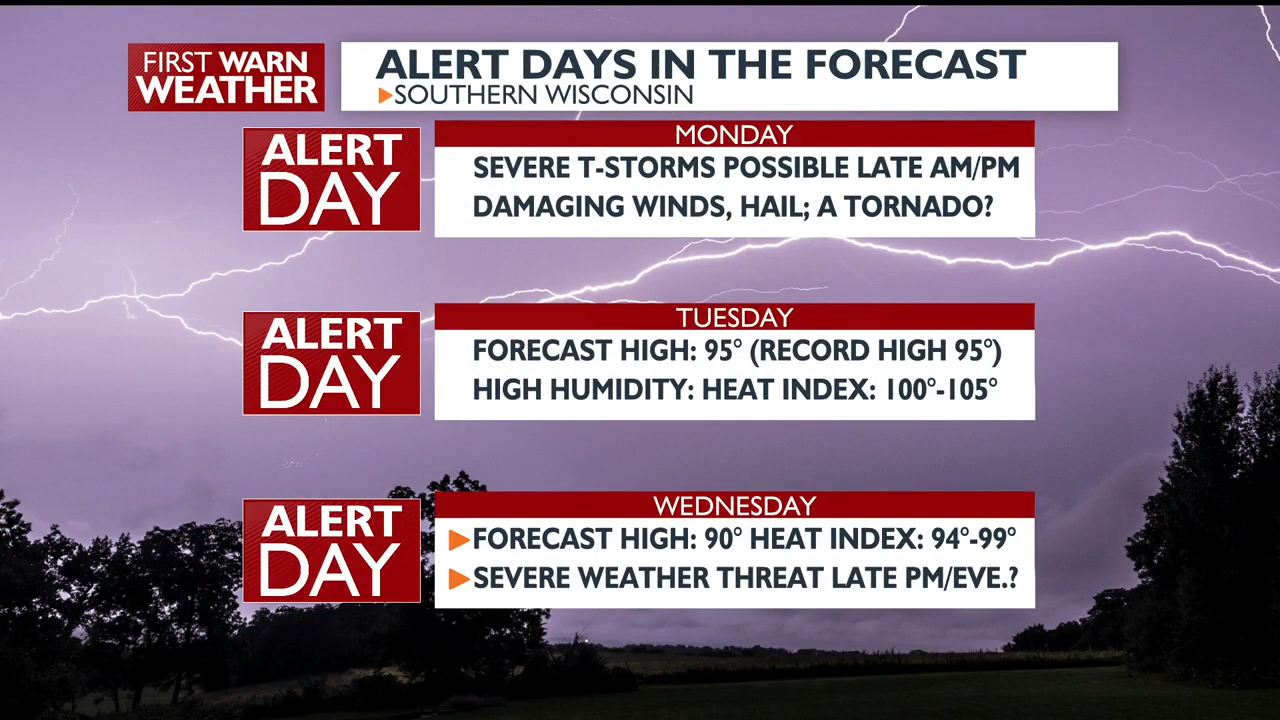 FIRST WARN
WEATHER
ALERT DAYS IN THE FORECAST
SOUTHERN WISCONSIN
ALERT
DAY
MONDAY
SEVERE T-STORMS POSSIBLE LATE AM/PM
DAMAGING WINDS, HAIL; A TORNADO?
ALERT
DAY
TUESDAY
FORECAST HIGH: 95° (RECORD HIGH 95°)
HIGH HUMIDITY: HEAT INDEX: 100°-105°
ALERT
DAY
WEDNESDAY
FORECAST HIGH: 90° HEAT INDEX: 94°-99°
SEVERE WEATHER THREAT LATE PM/EVE.?